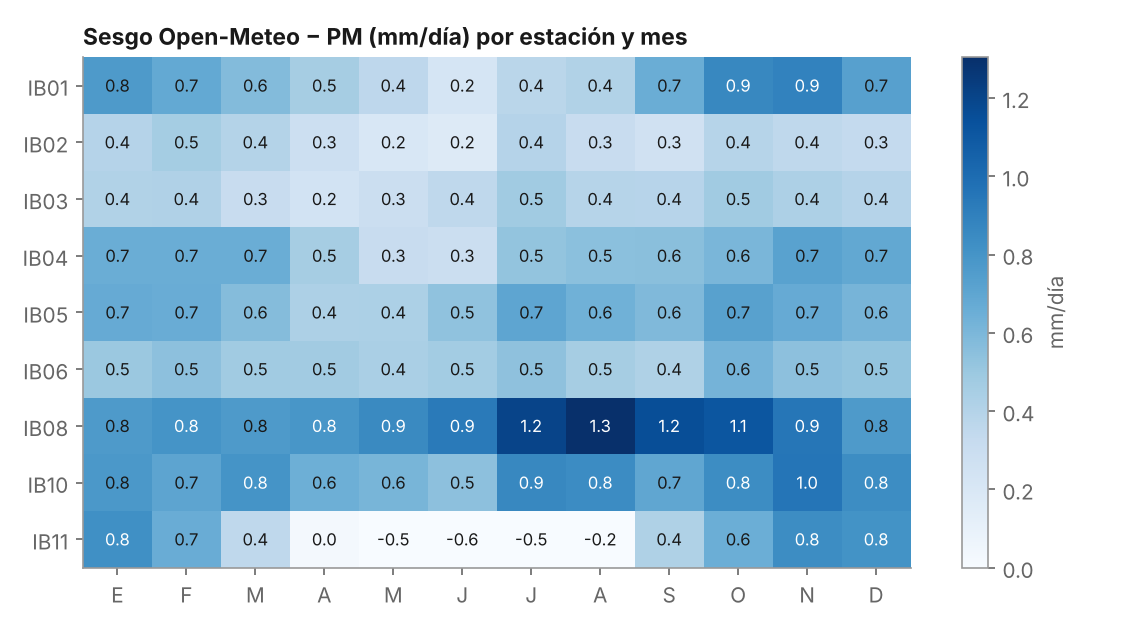 Sesgo Open-Meteo − PM (mm/día) por estación y mes
IB01 0.8 0.7 0.6 0.5 0.4 0.2 0.4 0.4 0.7 0.9 0.9 0.7
IB02 0.4 0.5 0.4 0.3 0.2 0.2 0.4 0.3 0.3 0.4 0.4 0.3
IB03 0.4 0.4 0.3 0.2 0.3 0.4 0.5 0.4 0.4 0.5 0.4 0.4
IB04 0.7 0.7 0.7 0.5 0.3 0.3 0.5 0.5 0.6 0.6 0.7 0.7
IB05 0.7 0.7 0.6 0.4 0.4 0.5 0.7 0.6 0.6 0.7 0.7 0.6
IB06 0.5 0.5 0.5 0.5 0.4 0.5 0.5 0.5 0.4 0.6 0.5 0.5
IB08 0.8 0.8 0.8 0.8 0.9 0.9 1.2 1.3 1.2 1.1 0.9 0.8
IB10 0.8 0.7 0.8 0.6 0.6 0.5 0.9 0.8 0.7 0.8 1.0 0.8
IB11 0.8 0.7 0.4 0.0 -0.5 -0.6 -0.5 -0.2 0.4 0.6 0.8 0.8
E F M A M J J A S O N D
1.2
1.0
0.8
0.6
0.4
0.2
0.0
mm/día